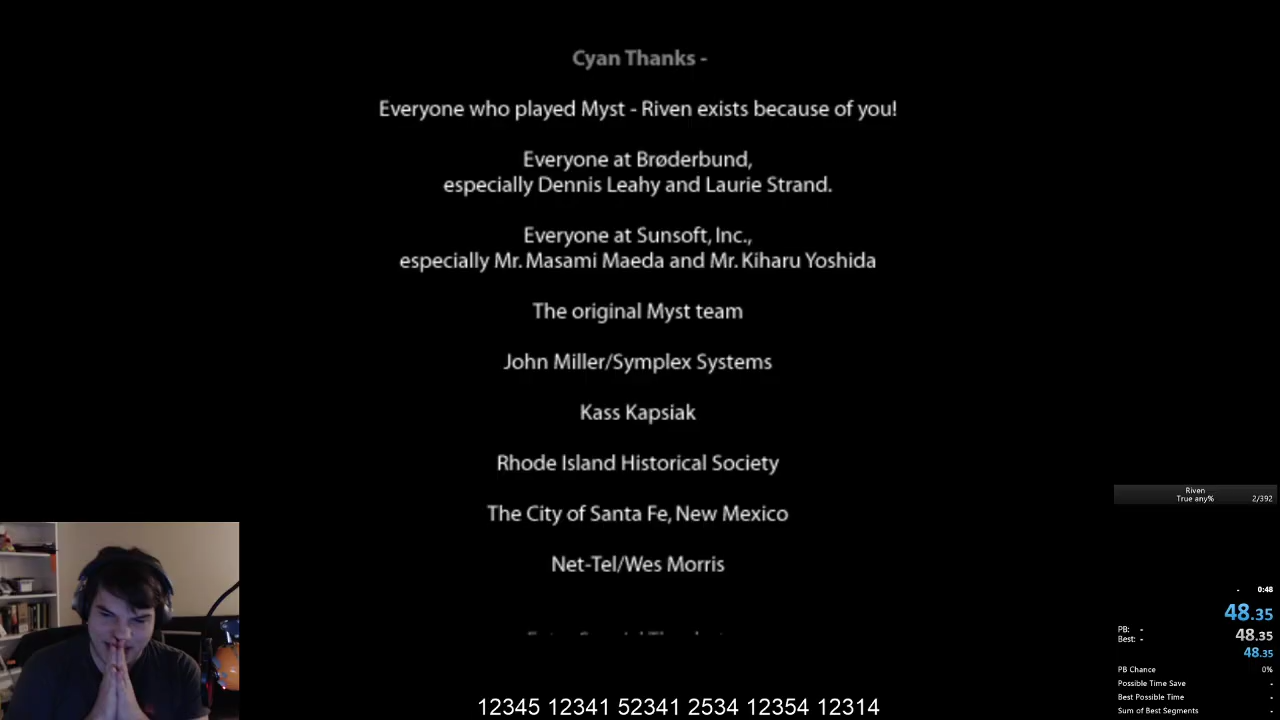 Cyan Thanks -
Everyone who played Myst - Riven exists because of you!
Everyone at Brøderbund,
especially Dennis Leahy and Laurie Strand.
Everyone at Sunsoft, Inc.,
especially Mr. Masami Maeda and Mr. Kiharu Yoshida
The original Myst team
John Miller/Symplex Systems
Kass Kapsiak
Rhode Island Historical Society
The City of Santa Fe, New Mexico
Net-Tel/Wes Morris
Riven
True any% 2/392
- 0:48
48.35
PB: - 48.35
Best: - 48.35
PB Chance 0%
Possible Time Save -
Best Possible Time -
Sum of Best Segments -
12345 12341 52341 2534 12354 12314